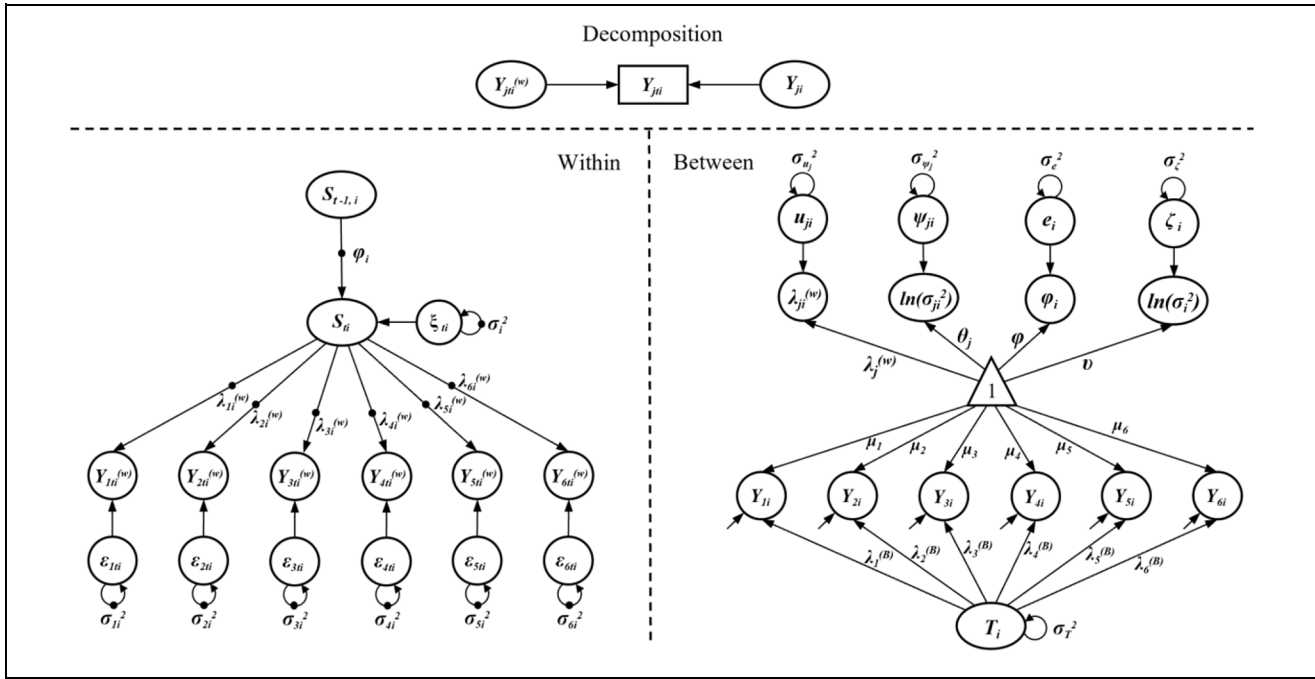 Decomposition
Y_jti^(w) Y_jti Y_ji
Within Between
S_t-1, i
φ_i
S_ti ξ_ti σ_i^2
λ_1i^(w) λ_2i^(w) λ_3i^(w) λ_4i^(w) λ_5i^(w) λ_6i^(w)
Y_1ti^(w) Y_2ti^(w) Y_3ti^(w) Y_4ti^(w) Y_5ti^(w) Y_6ti^(w)
ε_1ti ε_2ti ε_3ti ε_4ti ε_5ti ε_6ti
σ_1i^2 σ_2i^2 σ_3i^2 σ_4i^2 σ_5i^2 σ_6i^2
σ_u_j^2 σ_ψ_j^2 σ_e^2 σ_ζ^2
u_ji ψ_ji e_i ζ_i
λ_ji^(w) ln(σ_ji^2) φ_i ln(σ_i^2)
λ_j^(w) θ_j φ υ
1
μ_1 μ_2 μ_3 μ_4 μ_5 μ_6
Y_1i Y_2i Y_3i Y_4i Y_5i Y_6i
λ_1^(B) λ_2^(B) λ_3^(B) λ_4^(B) λ_5^(B) λ_6^(B)
T_i σ_T^2